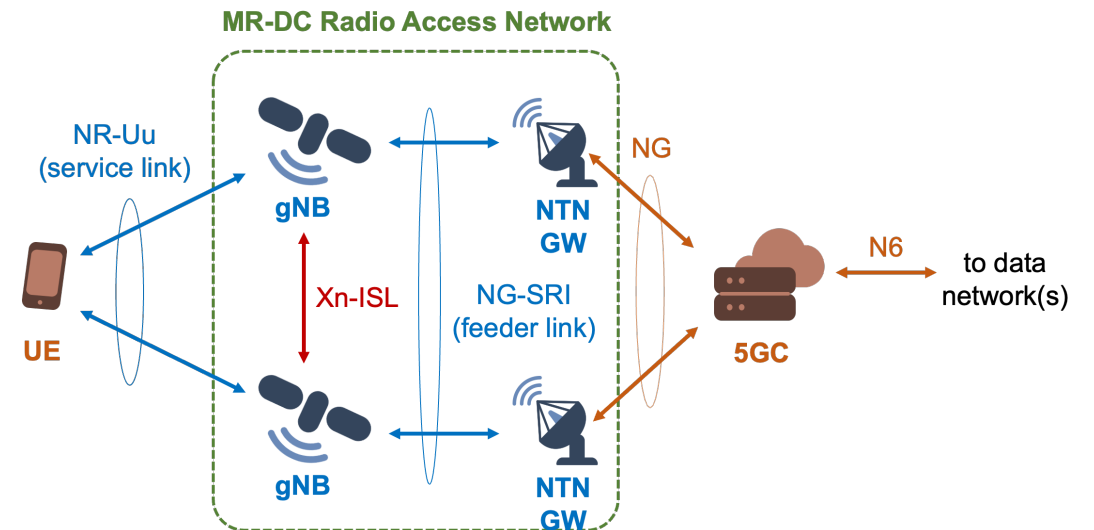 MR-DC Radio Access Network
NR-Uu
(service link)
gNB
NTN
GW
NG
UE
Xn-ISL
NG-SRI
(feeder link)
5GC
N6
to data
network(s)
gNB
NTN
GW